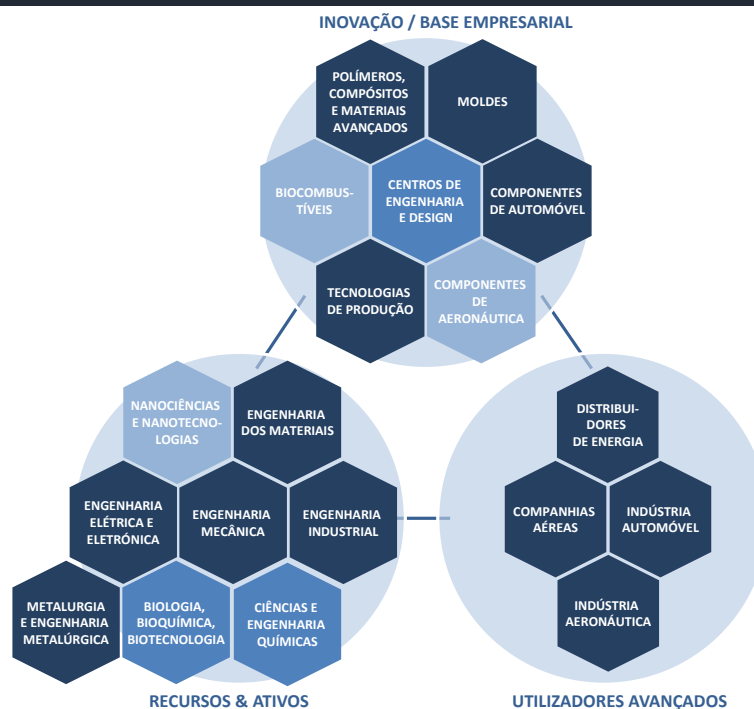 INOVAÇÃO / BASE EMPRESARIAL
POLÍMEROS,
COMPÓSITOS
E MATERIAIS
AVANÇADOS
MOLDES
BIOCOMBUS-
TÍVEIS
CENTROS DE
ENGENHARIA
E DESIGN
COMPONENTES
DE AUTOMÓVEL
TECNOLOGIAS
DE PRODUÇÃO
COMPONENTES
DE
AERONÁUTICA
NANOCIÊNCIAS
E NANOTECNO-
LOGIAS
ENGENHARIA
DOS MATERIAIS
ENGENHARIA
ELÉTRICA E
ELETRÓNICA
ENGENHARIA
MECÂNICA
ENGENHARIA
INDUSTRIAL
METALURGIA
E ENGENHARIA
METALÚRGICA
BIOLOGIA,
BIOQUÍMICA,
BIOTECNOLOGIA
CIÊNCIAS E
ENGENHARIA
QUÍMICAS
RECURSOS & ATIVOS
DISTRIBUI-
DORES
DE ENERGIA
COMPANHIAS
AÉREAS
INDÚSTRIA
AUTOMÓVEL
INDÚSTRIA
AERONÁUTICA
UTILIZADORES AVANÇADOS